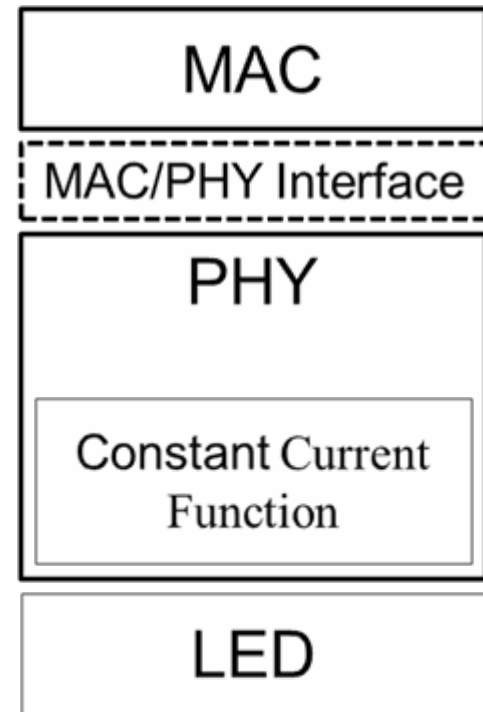 MAC
MAC/PHY Interface
PHY
Constant Current
Function
LED